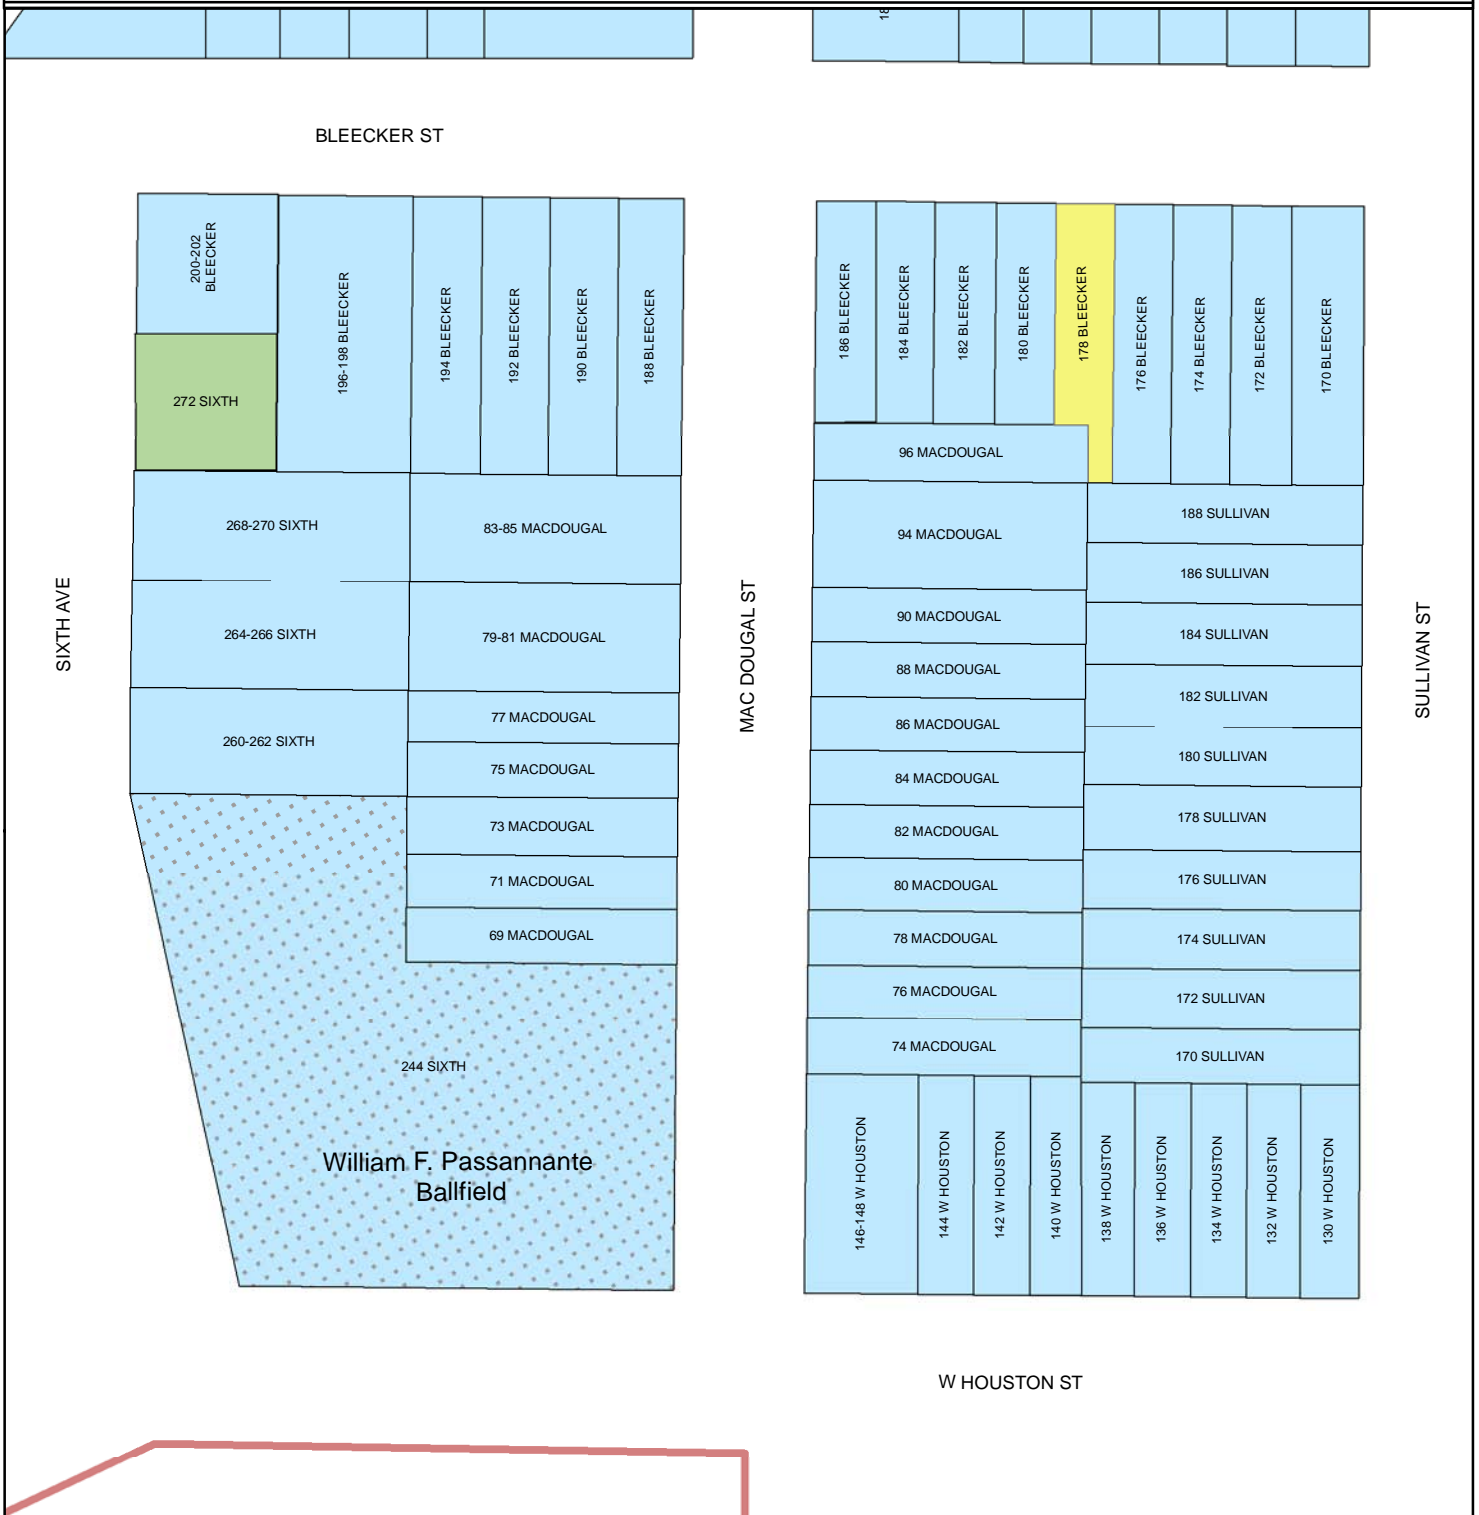 BLEECKER ST
200-202
BLEECKER
196-198 BLEECKER
194 BLEECKER
192 BLEECKER
190 BLEECKER
188 BLEECKER
186 BLEECKER
184 BLEECKER
182 BLEECKER
180 BLEECKER
178 BLEECKER
176 BLEECKER
174 BLEECKER
172 BLEECKER
170 BLEECKER
272 SIXTH
268-270 SIXTH
264-266 SIXTH
260-262 SIXTH
83-85 MACDOUGAL
79-81 MACDOUGAL
77 MACDOUGAL
75 MACDOUGAL
73 MACDOUGAL
71 MACDOUGAL
69 MACDOUGAL
SIXTH AVE
244 SIXTH
William F. Passannante
Ballfield
MAC DOUGAL ST
96 MACDOUGAL
94 MACDOUGAL
90 MACDOUGAL
88 MACDOUGAL
86 MACDOUGAL
84 MACDOUGAL
82 MACDOUGAL
80 MACDOUGAL
78 MACDOUGAL
76 MACDOUGAL
74 MACDOUGAL
188 SULLIVAN
186 SULLIVAN
184 SULLIVAN
182 SULLIVAN
180 SULLIVAN
178 SULLIVAN
176 SULLIVAN
174 SULLIVAN
172 SULLIVAN
170 SULLIVAN
SULLIVAN ST
146-148 W HOUSTON
144 W HOUSTON
142 W HOUSTON
140 W HOUSTON
138 W HOUSTON
136 W HOUSTON
134 W HOUSTON
132 W HOUSTON
130 W HOUSTON
W HOUSTON ST